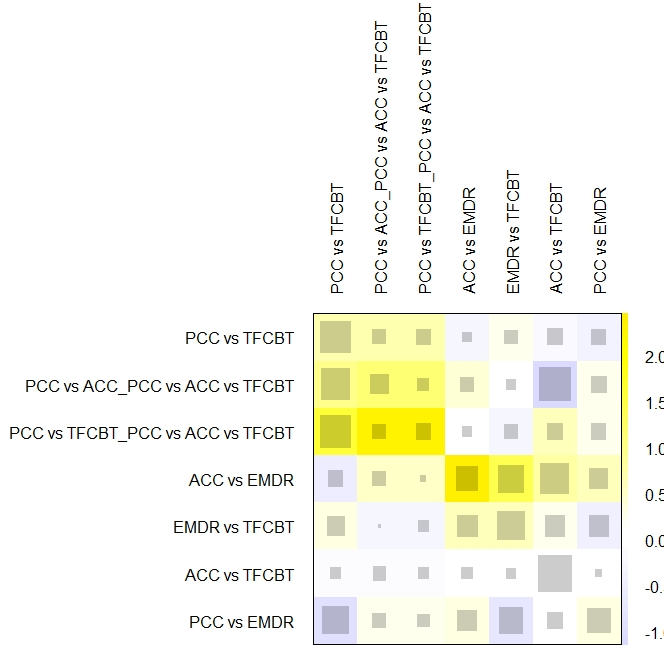 PCC vs TFCBT
PCC vs ACC_PCC vs ACC vs TFCBT
PCC vs TFCBT_PCC vs ACC vs TFCBT
ACC vs EMDR
EMDR vs TFCBT
ACC vs TFCBT
PCC vs EMDR
PCC vs TFCBT
PCC vs ACC_PCC vs ACC vs TFCBT
PCC vs TFCBT_PCC vs ACC vs TFCBT
ACC vs EMDR
EMDR vs TFCBT
ACC vs TFCBT
PCC vs EMDR
2.0
1.5
1.0
0.5
0.0
-0.
-1.0